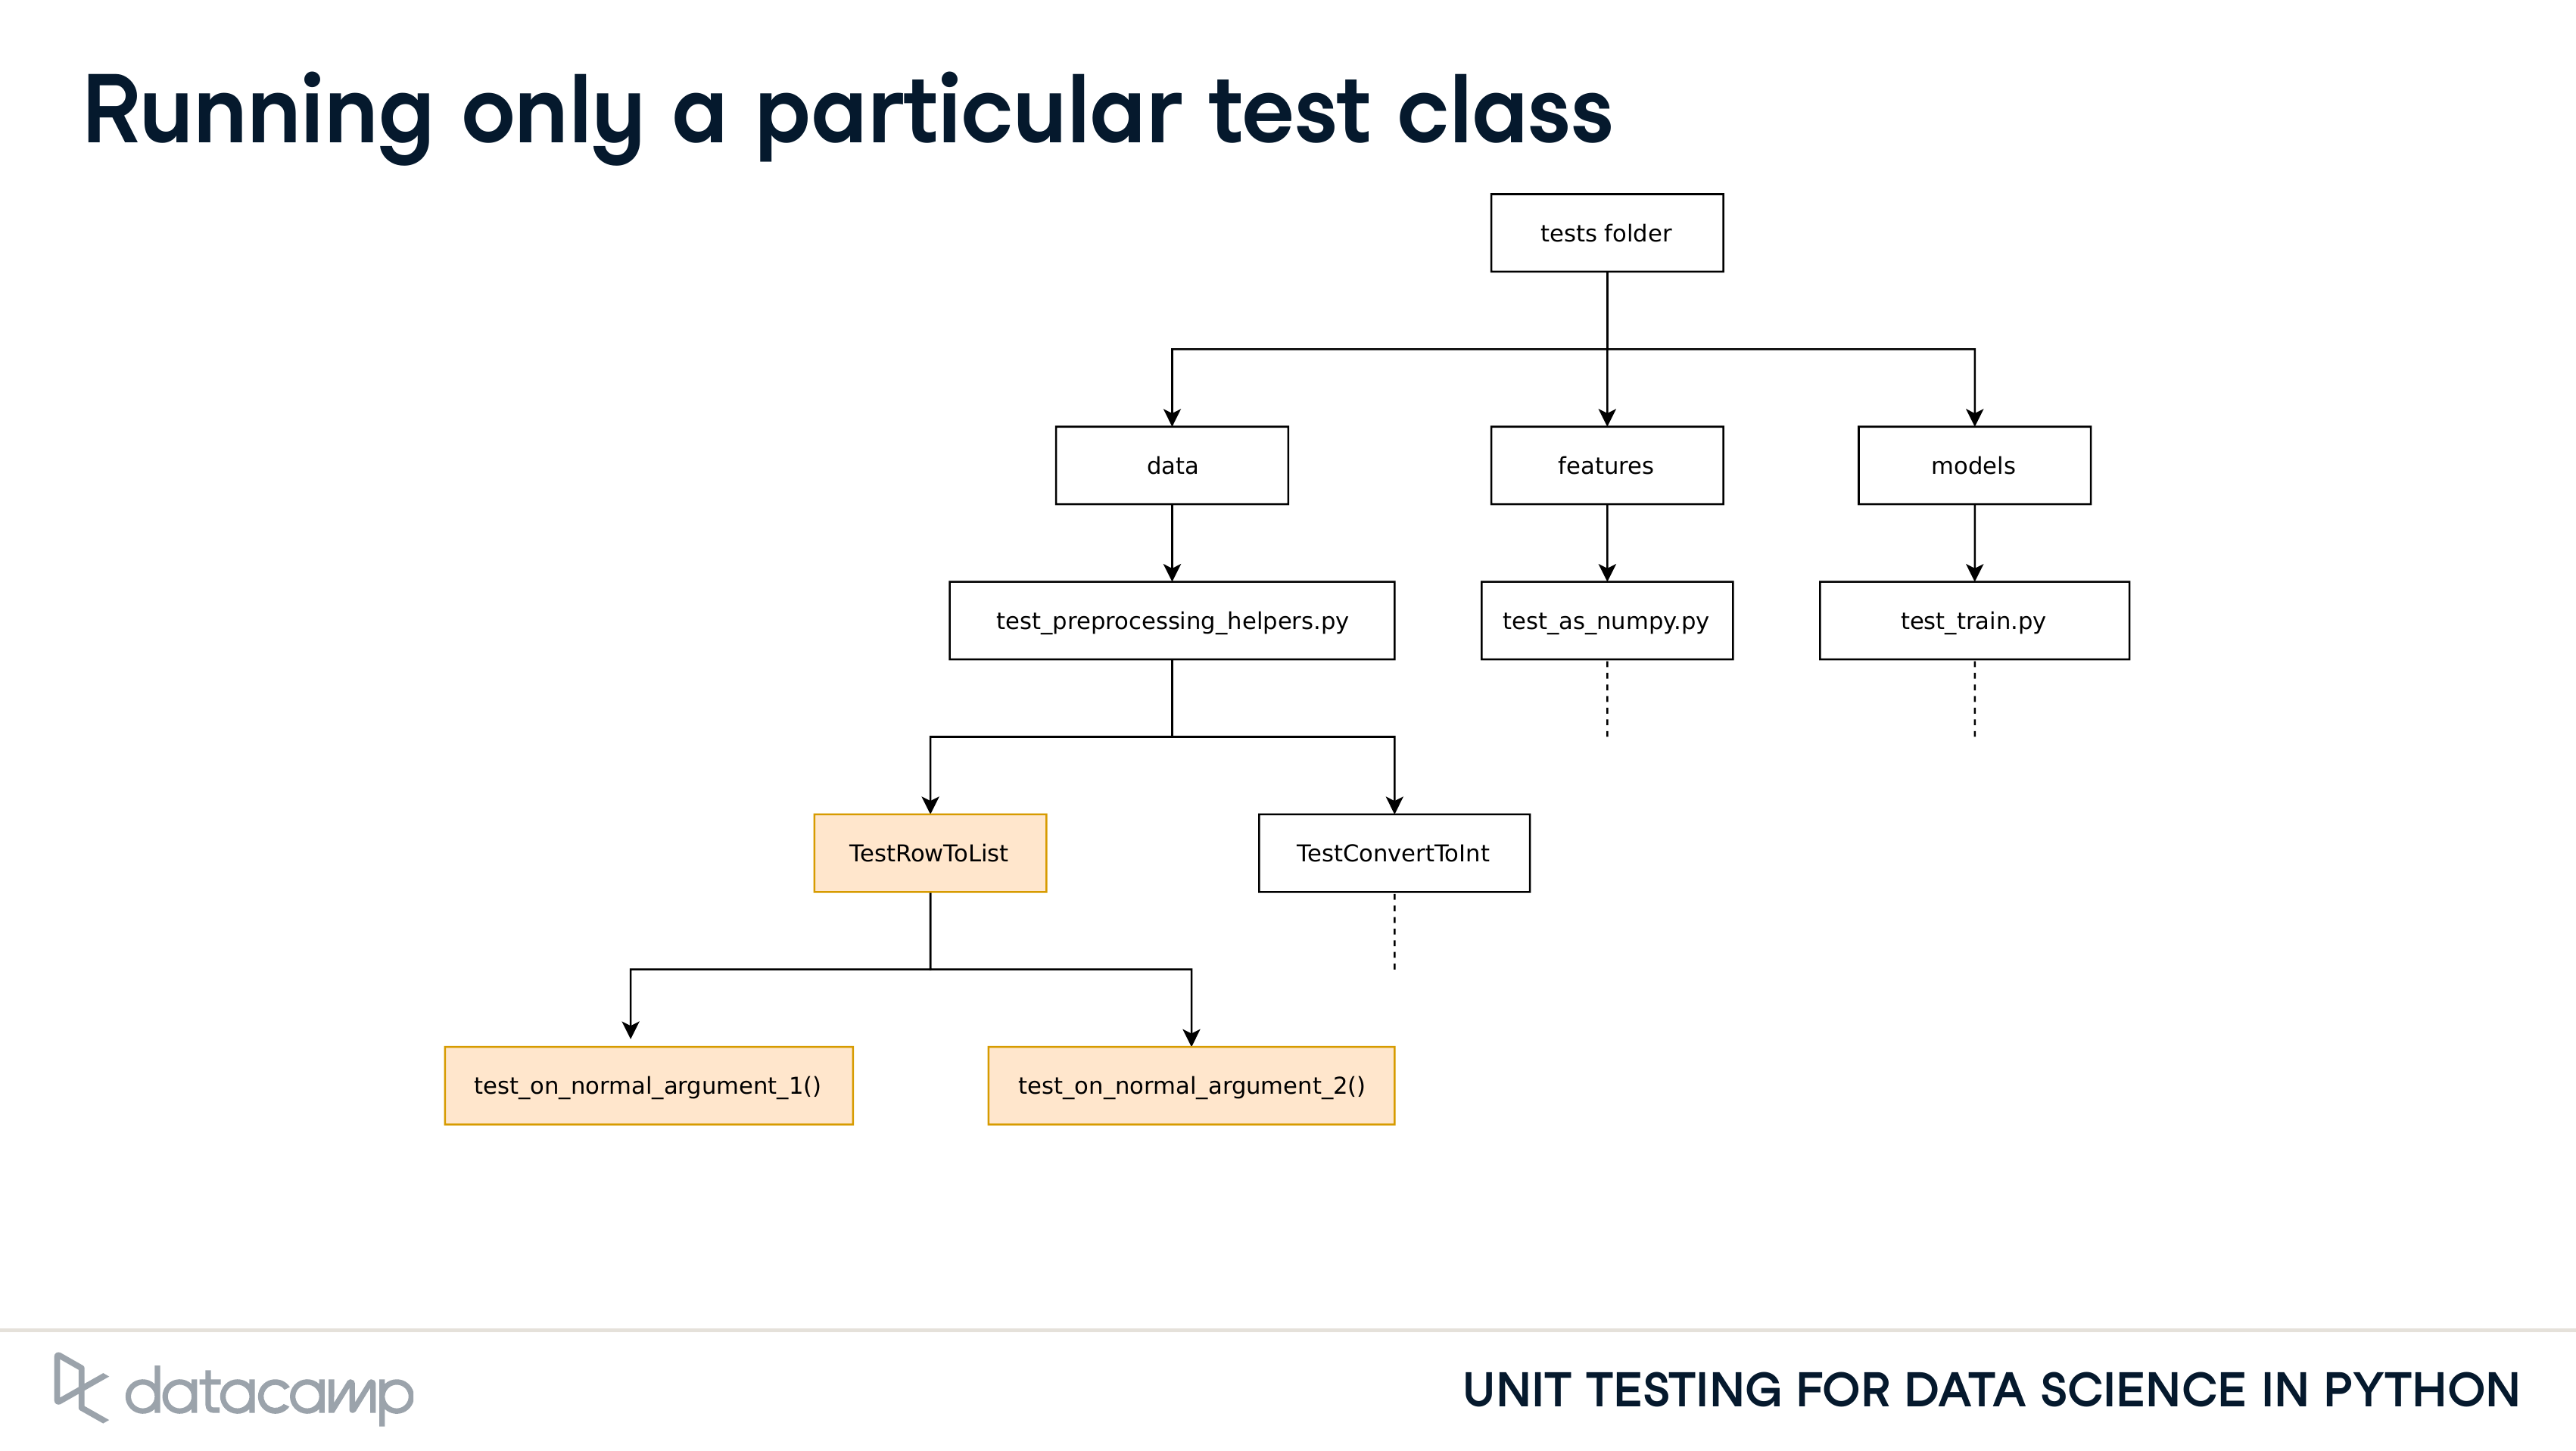 Running only a particular test class
tests folder
data
features
models
test_preprocessing_helpers.py
test_as_numpy.py
test_train.py
TestRowToList
TestConvertToInt
test_on_normal_argument_1()
test_on_normal_argument_2()
datacamp
UNIT TESTING FOR DATA SCIENCE IN PYTHON